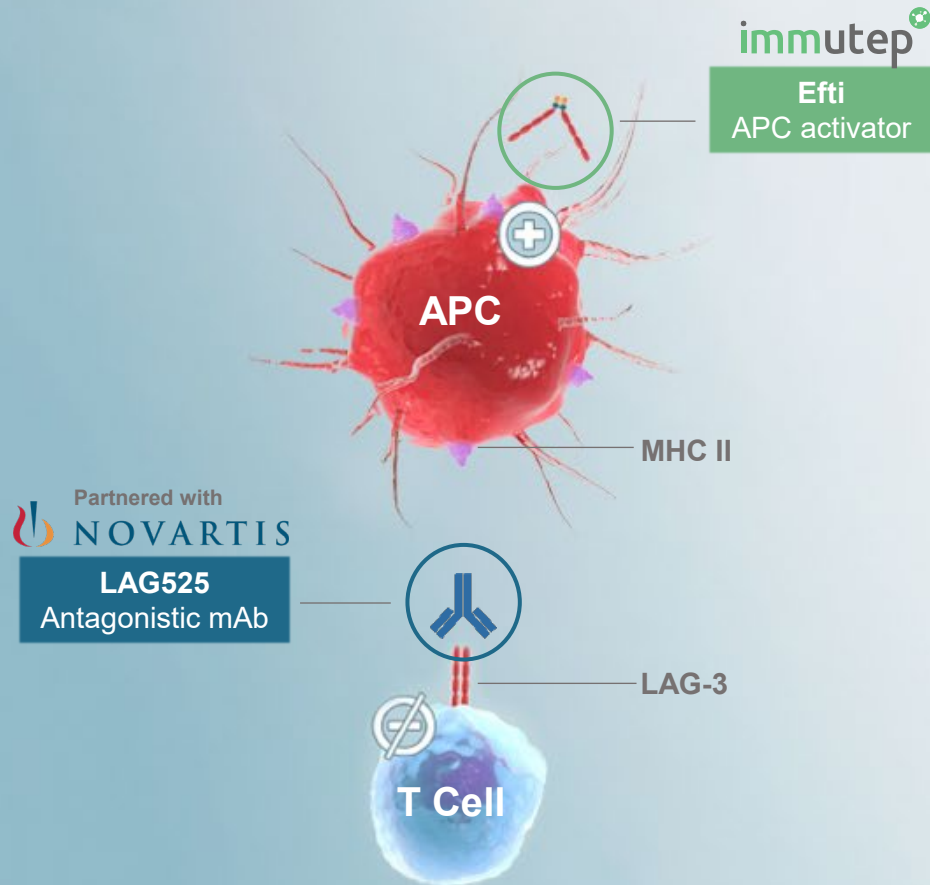 immutep
Efti
APC activator
APC
MHC II
Partnered with
NOVARTIS
LAG525
Antagonistic mAb
LAG-3
T Cell